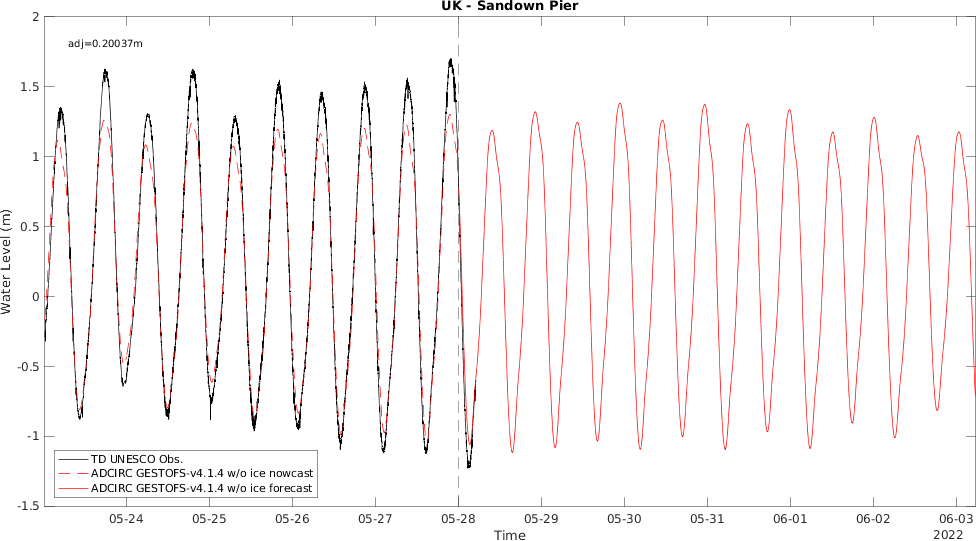 UK - Sandown Pier
adj=0.20037m
Water Level (m)
2
1.5
1
0.5
0
-0.5
-1
-1.5
TD UNESCO Obs.
ADCIRC GESTOFS-v4.1.4 w/o ice nowcast
ADCIRC GESTOFS-v4.1.4 w/o ice forecast
05-24 05-25 05-26 05-27 05-28 05-29 05-30 05-31 06-01 06-02 06-03
Time
2022